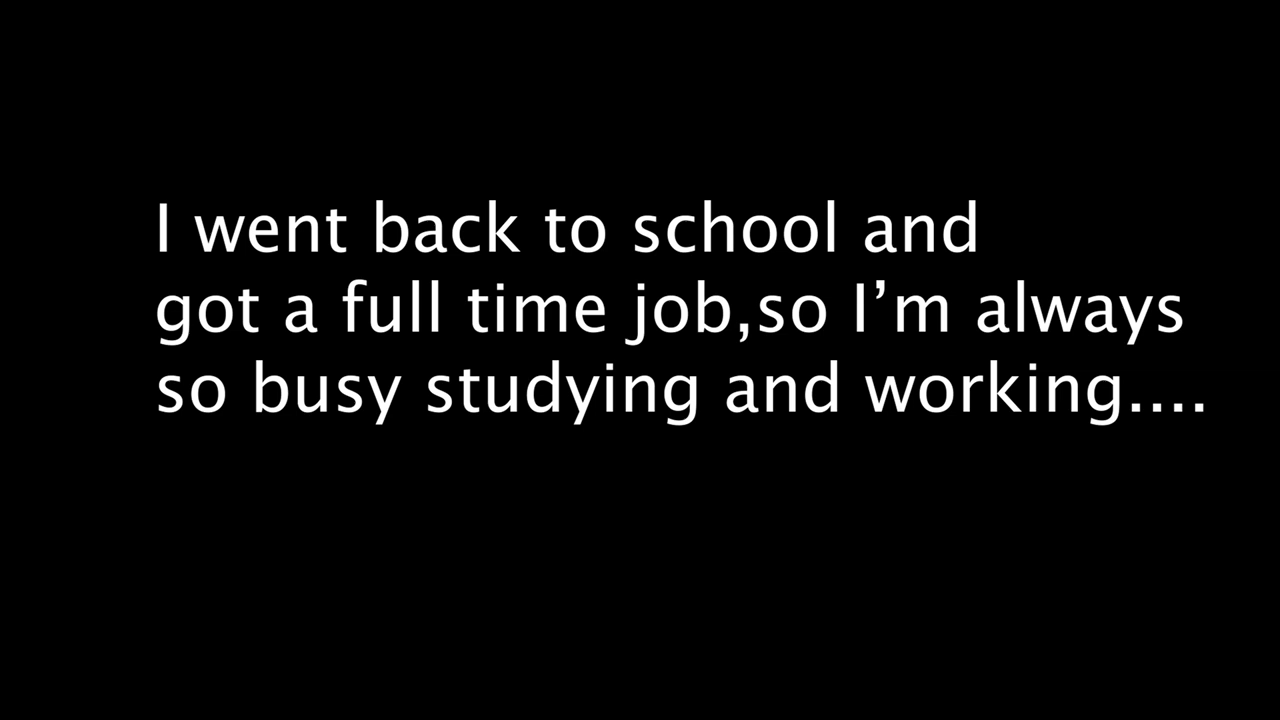 I went back to school and
got a full time job,so I’m always
so busy studying and working....